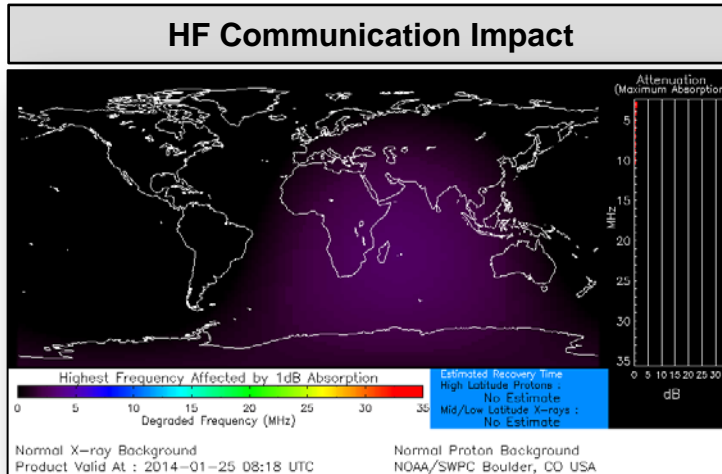 HF Communication Impact
Attenuation
(Maximum Absorption)
5
10
15
20
25
30
35
MHz
0 5 10 15 20 25 30
dB
Highest Frequency Affected by 1dB Absorption
0 5 10 15 20 25 30 35
Degraded Frequency (MHz)
Estimated Recovery Time
High Latitude Protons :
No Estimate
Mid/Low Latitude X-rays :
No Estimate
Normal X-ray Background
Product Valid At : 2014-01-25 08:18 UTC
Normal Proton Background
NOAA/SWPC Boulder, CO USA